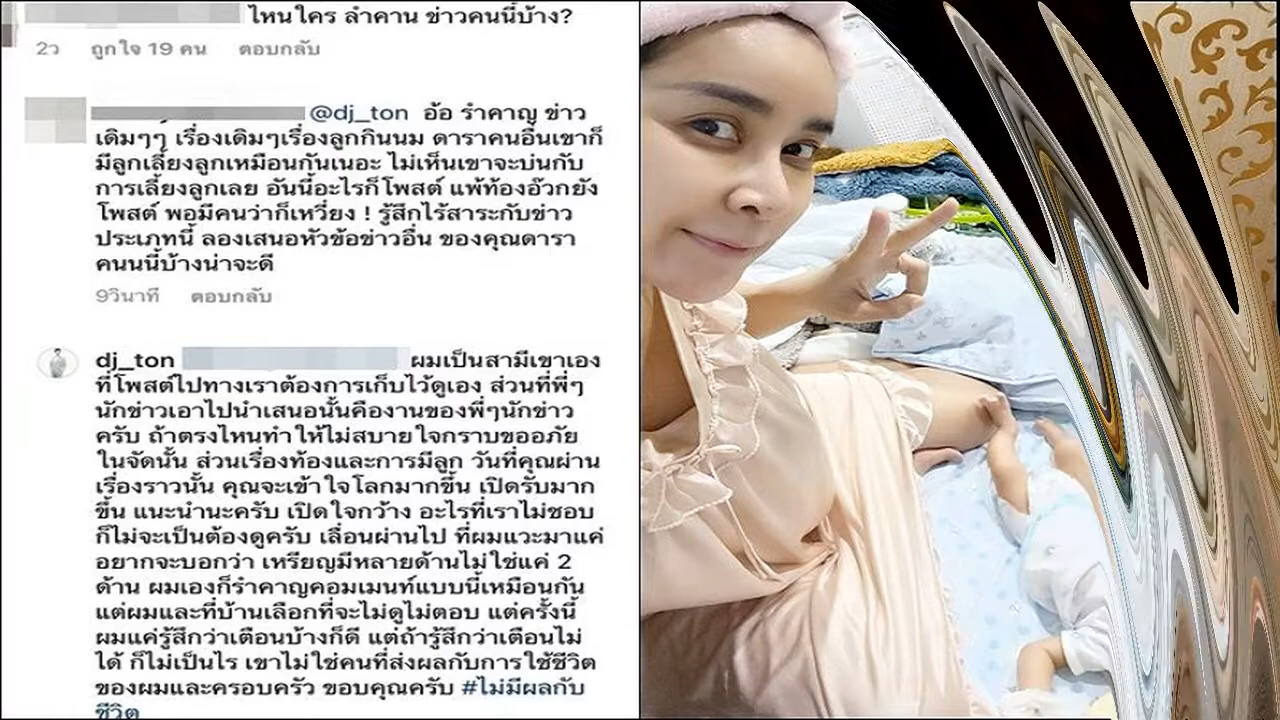 ไหนใคร ลำคาน ข่าวคนนี้บ้าง?
2ว ถูกใจ 19 คน ตอบกลับ
@dj_ton อ้อ รำคาญ ข่าว
เดิมๆๆ เรื่องเดิมๆเรื่องลูกกินนม ดาราคนอื่นเขาก็
มีลูกเลี้ยงลูกเหมือนกันเนอะ ไม่เห็นเขาจะบ่นกับ
การเลี้ยงลูกเลย อันนี้อะไรก็โพสต์ แพ้ท้องอ๊วกยัง
โพสต์ พอมีคนว่าก็เหวี่ยง ! รู้สึกไร้สาระกับข่าว
ประเภทนี้ ลองเสนอหัวข้อข่าวอื่น ของคุณดารา
คนนนี้บ้างน่าจะดี
9วินาที ตอบกลับ
dj_ton ผมเป็นสามีเขาเอง
ที่โพสต์ไปทางเราต้องการเก็บไว้ดูเอง ส่วนที่พี่ๆ
นักข่าวเอาไปนำเสนอนั้นคืองานของพี่ๆนักข่าว
ครับ ถ้าตรงไหนทำให้ไม่สบายใจกราบขออภัย
ในจัดนั้น ส่วนเรื่องท้องและการมีลูก วันที่คุณผ่าน
เรื่องราวนั้น คุณจะเข้าใจโลกมากขึ้น เปิดรับมาก
ขึ้น แนะนำนะครับ เปิดใจกว้าง อะไรที่เราไม่ชอบ
ก็ไม่จะเป็นต้องดูครับ เลื่อนผ่านไป ที่ผมแวะมาแค่
อยากจะบอกว่า เหรียญมีหลายด้านไม่ใช่แค่ 2
ด้าน ผมเองก็รำคาญคอมเมนท์แบบนี้เหมือนกัน
แต่ผมและที่บ้านเลือกที่จะไม่ดูไม่ตอบ แต่ครั้งนี้
ผมแค่รู้สึกว่าเตือนบ้างก็ดี แต่ถ้ารู้สึกว่าเตือนไม่
ได้ ก็ไม่เป็นไร เขาไม่ใช่คนที่ส่งผลกับการใช้ชีวิต
ของผมและครอบครัว ขอบคุณครับ #ไม่มีผลกับ
ชีวิต